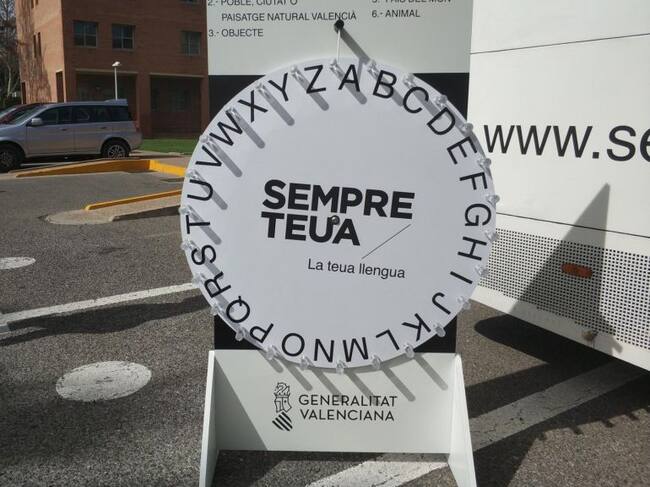 2.- POBLE, CIUTAT O
PAISATGE NATURAL VALENCIÀ
3.- OBJECTE
6.- ANIMAL
A B C D E F G H I J K L M N O P Q R S T U V W X Y Z
SEMPRE
TEUA
La teua llengua
WWW.se
GENERALITAT
VALENCIANA